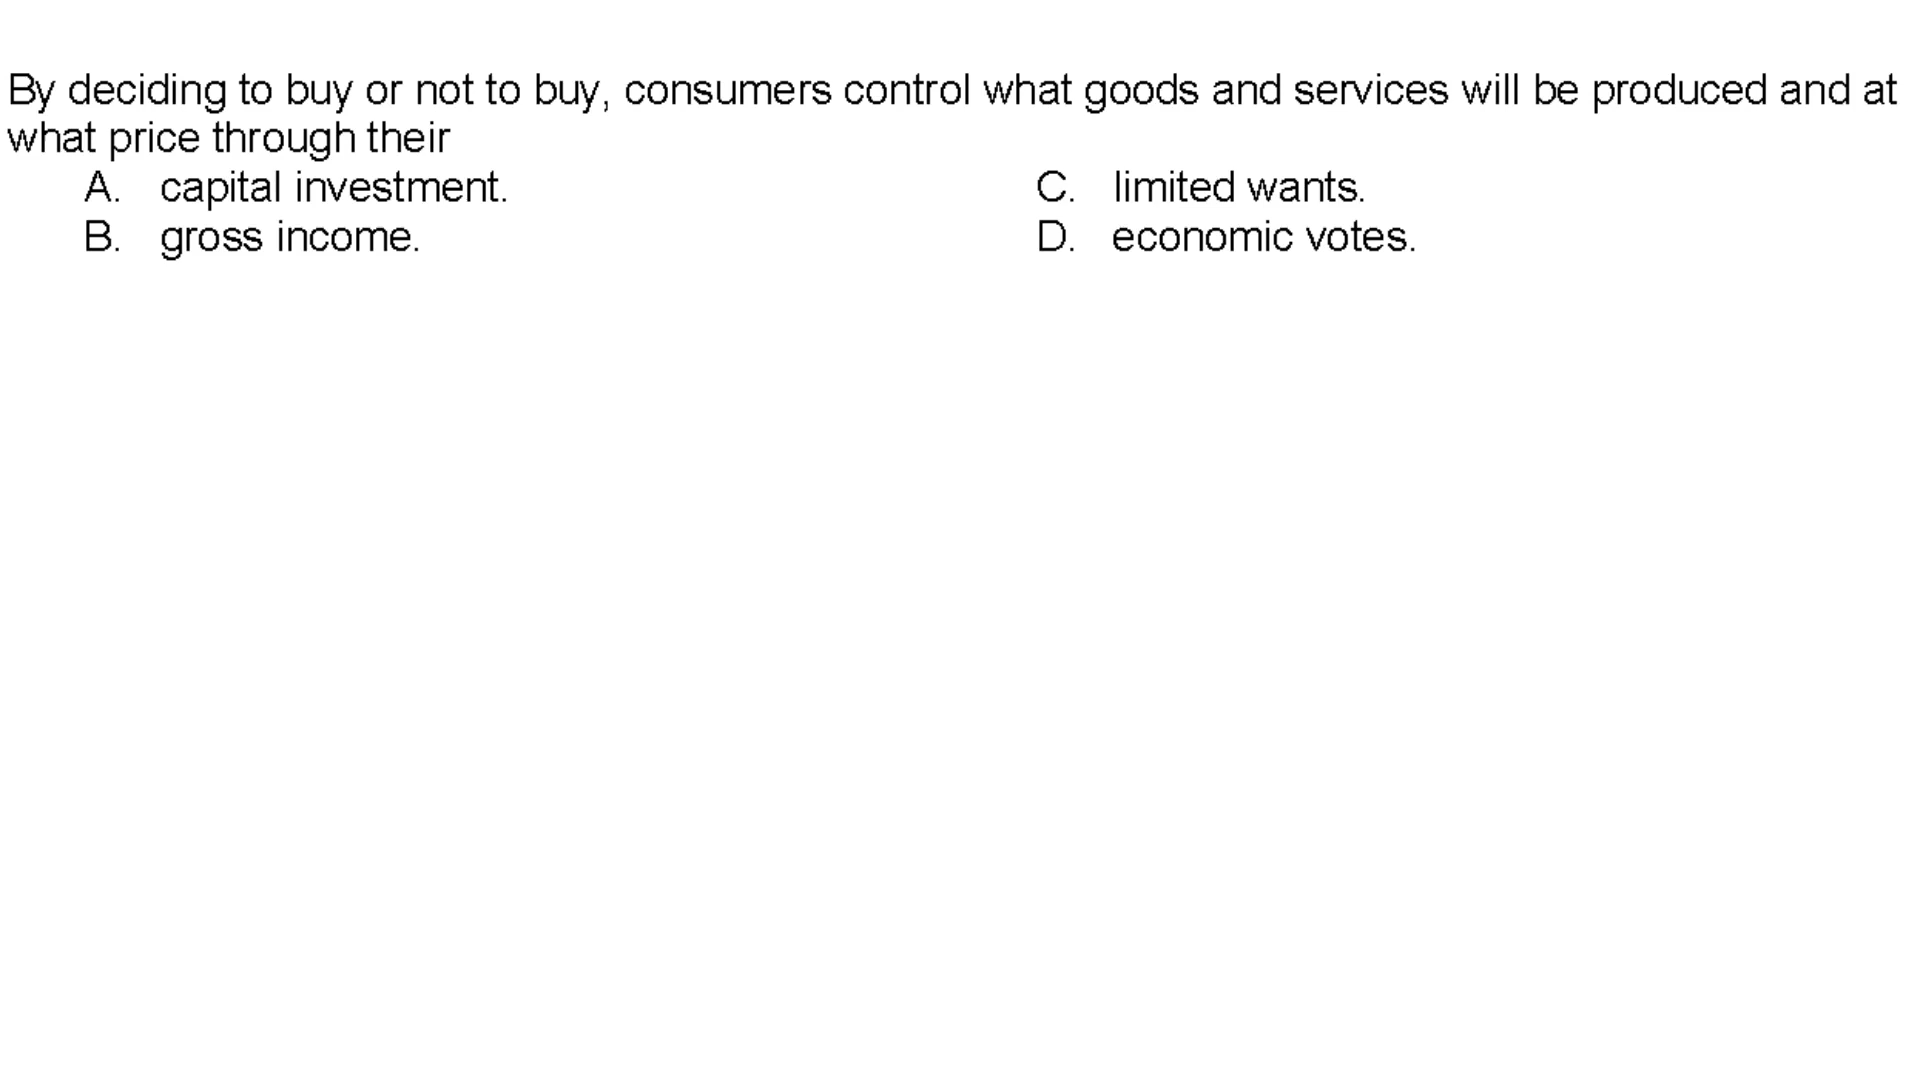 By deciding to buy or not to buy, consumers control what goods and services will be produced and at
what price through their
A. capital investment.
B. gross income.
C. limited wants.
D. economic votes.